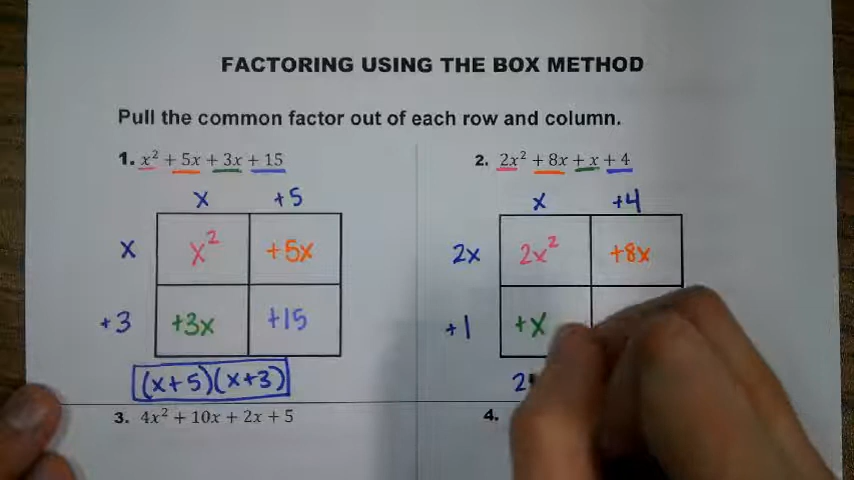 FACTORING USING THE BOX METHOD
Pull the common factor out of each row and column.
1. x² + 5x + 3x + 15
x +5
x x² +5x
+3 +3x +15
(x+5)(x+3)
2. 2x² + 8x + x + 4
x +4
2x 2x² +8x
+1 +x
2
3. 4x² + 10x + 2x + 5
4.